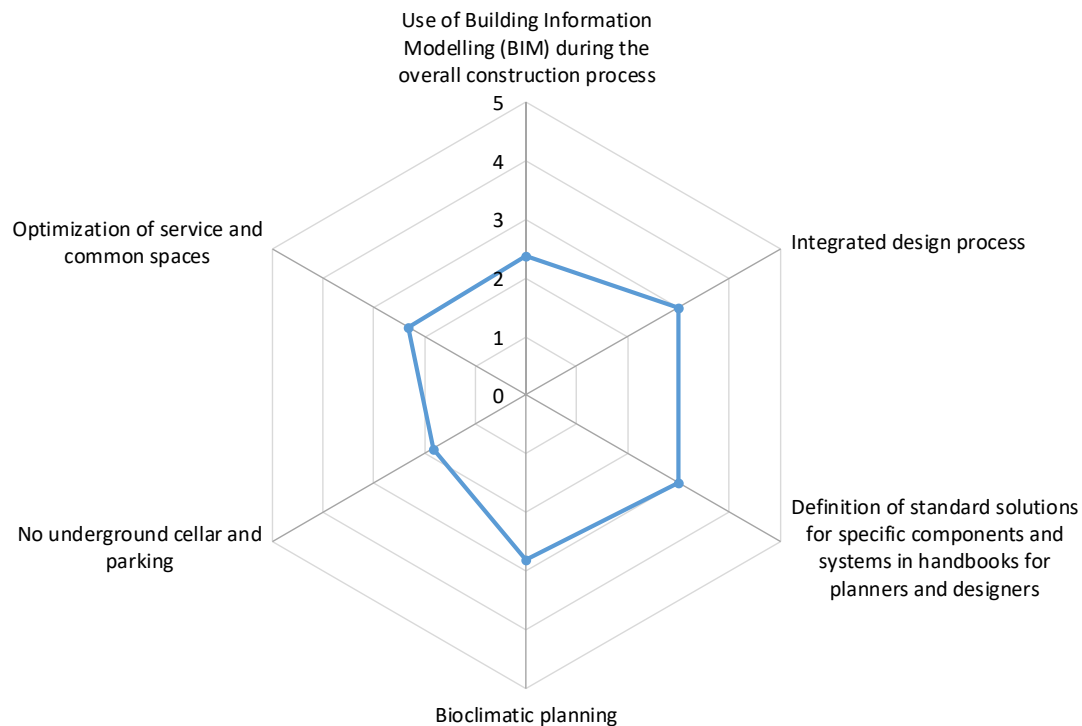 Use of Building Information
Modelling (BIM) during the
overall construction process
5
4
3
2
1
0
Optimization of service and
common spaces
Integrated design process
No underground cellar and
parking
Definition of standard solutions
for specific components and
systems in handbooks for
planners and designers
Bioclimatic planning